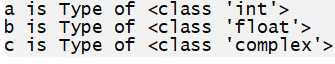 a is Type of <class 'int'>
b is Type of <class 'float'>
c is Type of <class 'complex'>